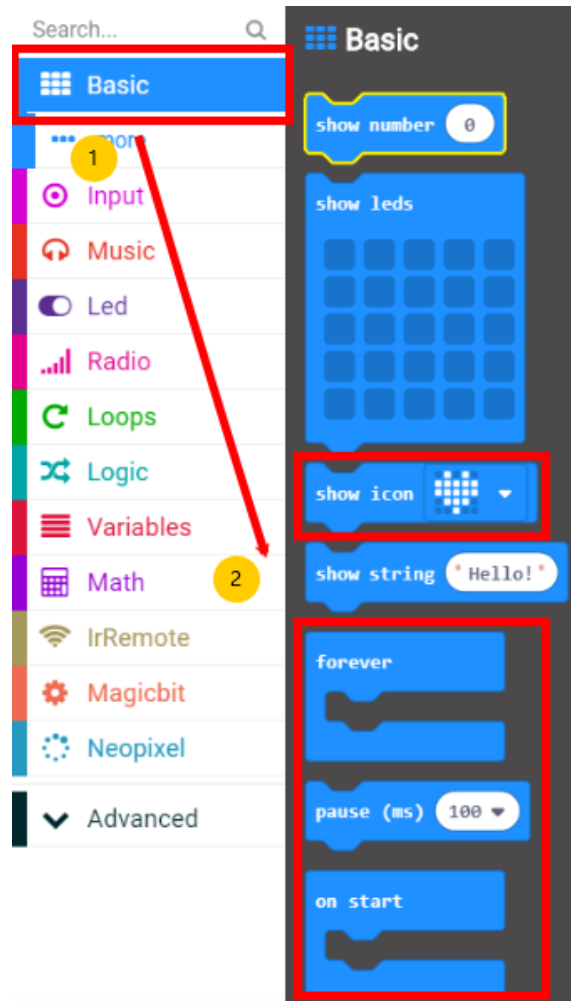 Search...
Basic
more
1
Input
Music
Led
Radio
Loops
Logic
Variables
Math
2
IrRemote
Magicbit
Neopixel
Advanced
Basic
show number 0
show leds
show icon
show string "Hello!"
forever
pause (ms) 100
on start